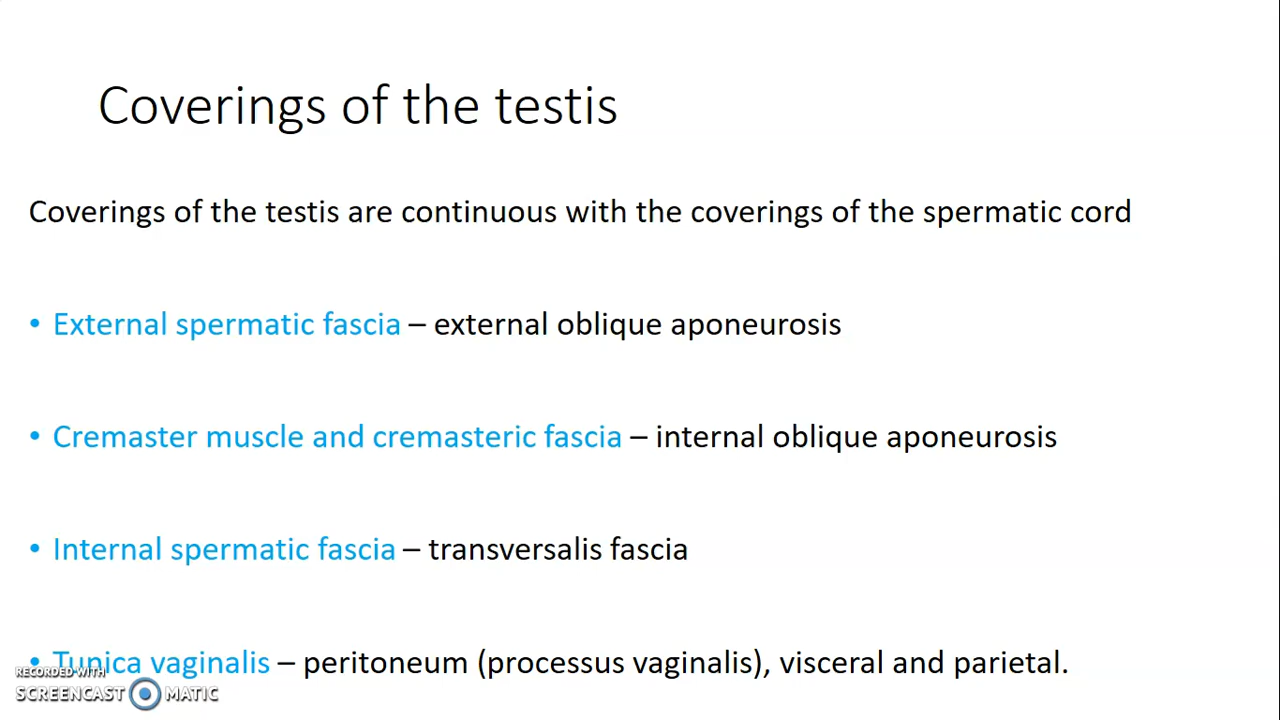 Coverings of the testis
Coverings of the testis are continuous with the coverings of the spermatic cord
• External spermatic fascia – external oblique aponeurosis
• Cremaster muscle and cremasteric fascia – internal oblique aponeurosis
• Internal spermatic fascia – transversalis fascia
• Tunica vaginalis – peritoneum (processus vaginalis), visceral and parietal.
RECORDED WITH
SCREENCAST MATIC